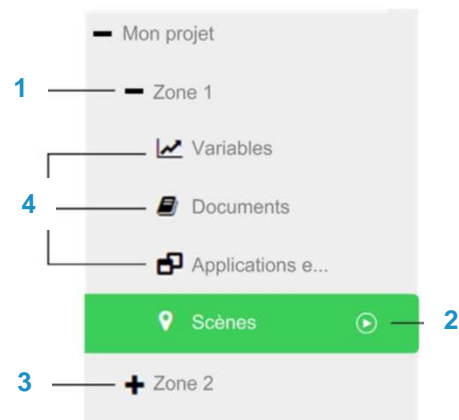 Mon projet
1 Zone 1
Variables
4 Documents
Applications e...
Scènes 2
3 Zone 2